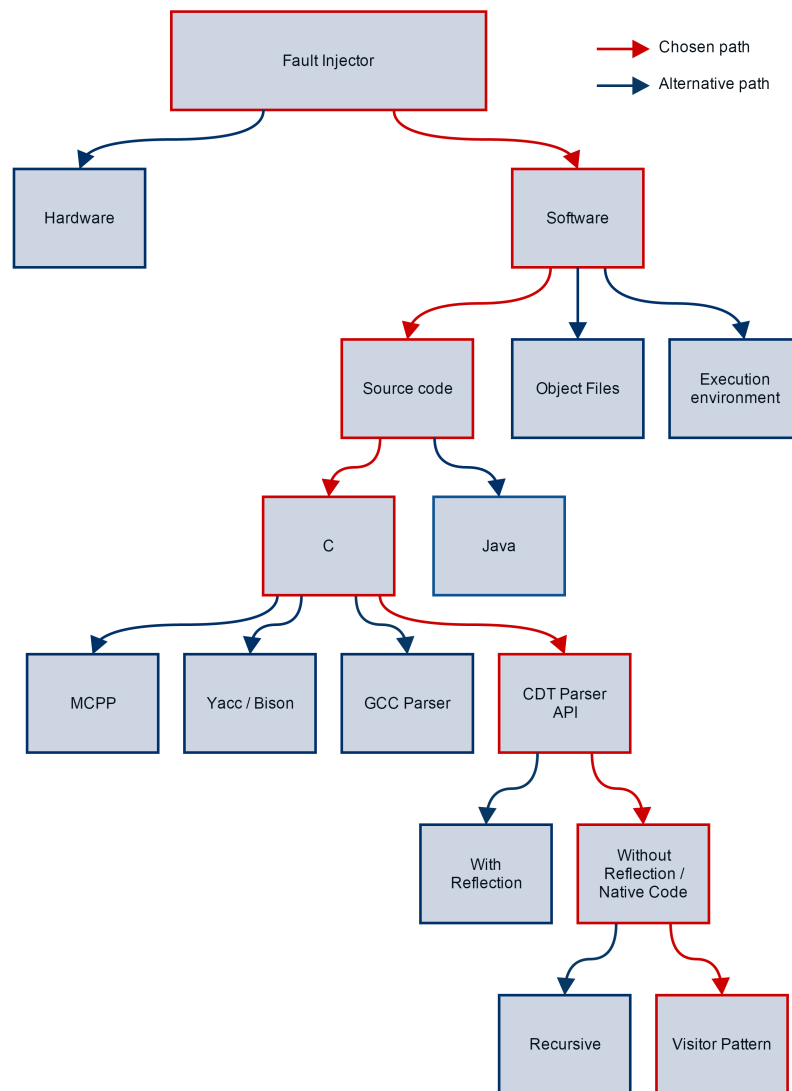 Fault Injector
Chosen path
Alternative path
Hardware
Software
Source code
Object Files
Execution
environment
C
Java
MCPP
Yacc / Bison
GCC Parser
CDT Parser
API
With
Reflection
Without
Reflection /
Native Code
Recursive
Visitor Pattern